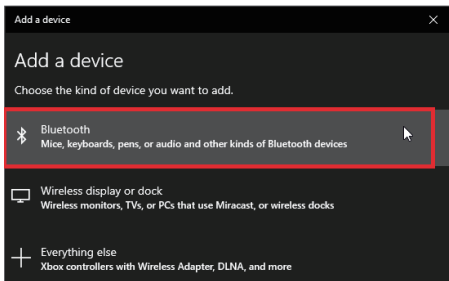 Add a device
Add a device
Choose the kind of device you want to add.
Bluetooth
Mice, keyboards, pens, or audio and other kinds of Bluetooth devices
Wireless display or dock
Wireless monitors, TVs, or PCs that use Miracast, or wireless docks
Everything else
Xbox controllers with Wireless Adapter, DLNA, and more